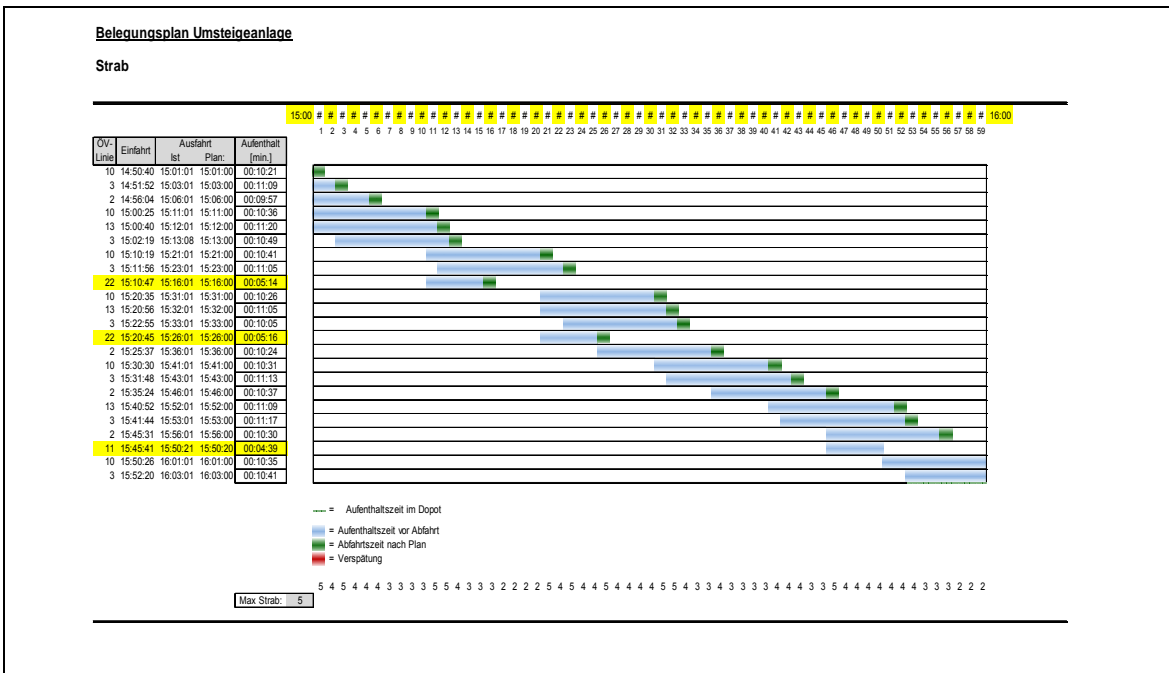 Belegungsplan Umsteigeanlage
Strab
15:00 # # # # # # # # # # # # # # # # # # # # # # # # # # # # # # # # # # # # # # # # # # # # # # # # # # # # # # # # # # # 16:00
1 2 3 4 5 6 7 8 9 10 11 12 13 14 15 16 17 18 19 20 21 22 23 24 25 26 27 28 29 30 31 32 33 34 35 36 37 38 39 40 41 42 43 44 45 46 47 48 49 50 51 52 53 54 55 56 57 58 59
ÖV- Einfahrt Ausfahrt Aufenthalt
Linie Ist Plan: [min.]
10 14:50:40 15:01:01 15:01:00 00:10:21
3 14:51:52 15:03:01 15:03:00 00:11:09
2 14:56:04 15:06:01 15:06:00 00:09:57
10 15:00:25 15:11:01 15:11:00 00:10:36
13 15:00:40 15:12:01 15:12:00 00:11:20
3 15:02:19 15:13:08 15:13:00 00:10:49
10 15:10:19 15:21:01 15:21:00 00:10:41
3 15:11:56 15:23:01 15:23:00 00:11:05
22 15:10:47 15:16:01 15:16:00 00:05:14
10 15:20:35 15:31:01 15:31:00 00:10:26
13 15:20:56 15:32:01 15:32:00 00:11:05
3 15:22:55 15:33:01 15:33:00 00:10:05
22 15:20:45 15:26:01 15:26:00 00:05:16
2 15:25:37 15:36:01 15:36:00 00:10:24
10 15:30:30 15:41:01 15:41:00 00:10:31
3 15:31:48 15:43:01 15:43:00 00:11:13
2 15:35:24 15:46:01 15:46:00 00:10:37
13 15:40:52 15:52:01 15:52:00 00:11:09
3 15:41:44 15:53:01 15:53:00 00:11:17
2 15:45:31 15:56:01 15:56:00 00:10:30
11 15:45:41 15:50:21 15:50:20 00:04:39
10 15:50:26 16:01:01 16:01:00 00:10:35
3 15:52:20 16:03:01 16:03:00 00:10:41
= Aufenthaltszeit im Dopot
= Aufenthaltszeit vor Abfahrt
= Abfahrtszeit nach Plan
= Verspätung
5 4 5 4 4 4 3 3 3 3 5 5 4 3 3 3 2 2 2 2 5 4 5 4 4 4 3 3 3 3 4 5 5 4 3 3 4 4 4 4 5 4 4 3 3 5 4 4 4 4 4 4 4 3 3 3 2 2 2
Max Strab: 5